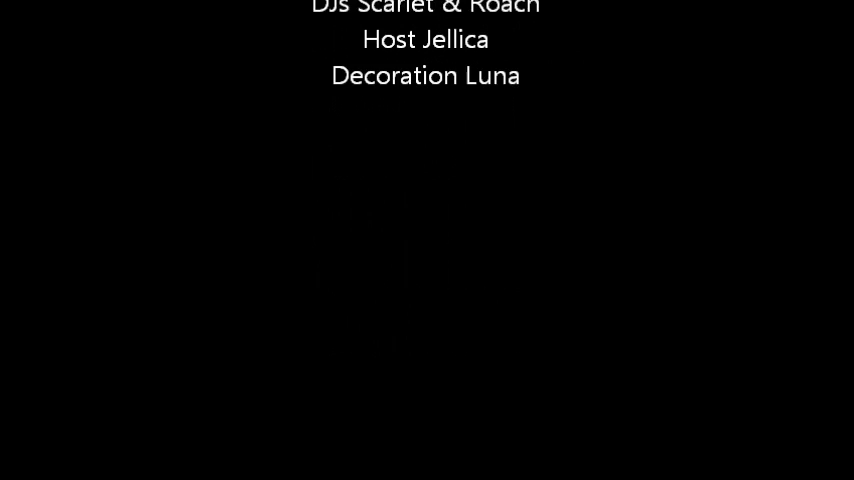 DJs Scarlet & Roach
Host Jellica
Decoration Luna